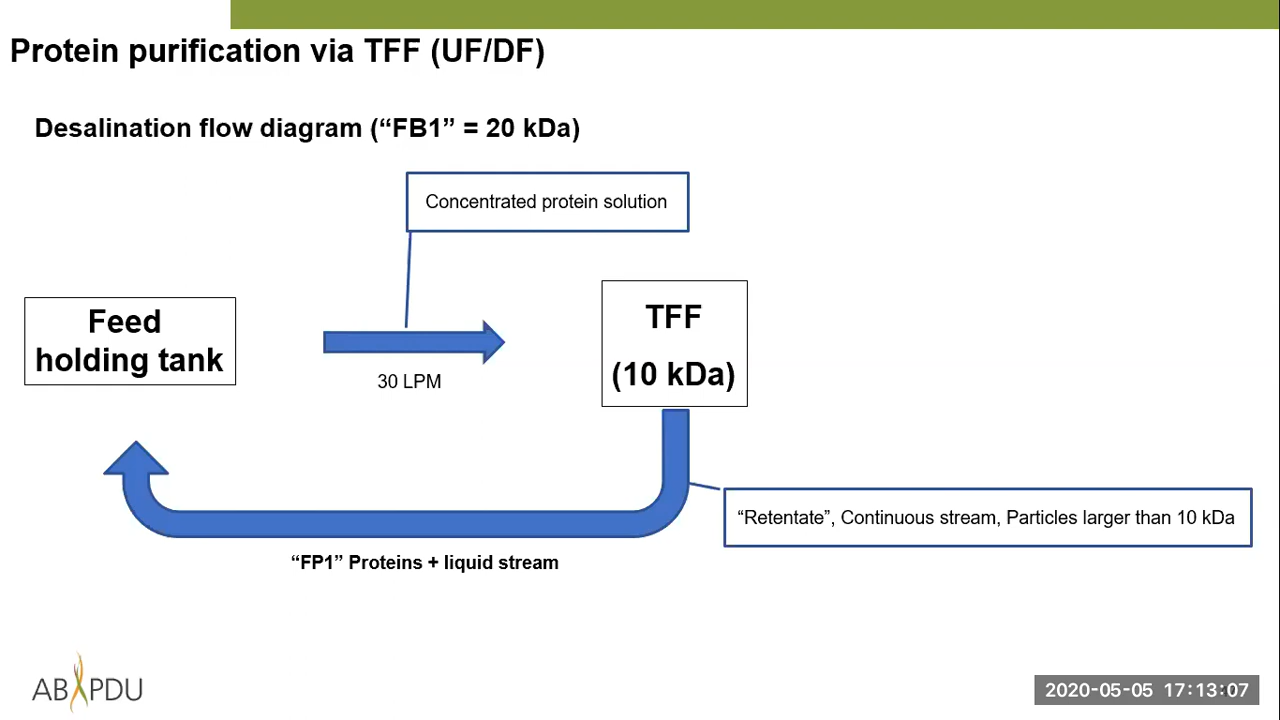 Protein purification via TFF (UF/DF)
Desalination flow diagram (“FB1” = 20 kDa)
Concentrated protein solution
Feed
holding tank
30 LPM
TFF
(10 kDa)
“Retentate”, Continuous stream, Particles larger than 10 kDa
“FP1” Proteins + liquid stream
AB PDU
2020-05-05 17:13:07